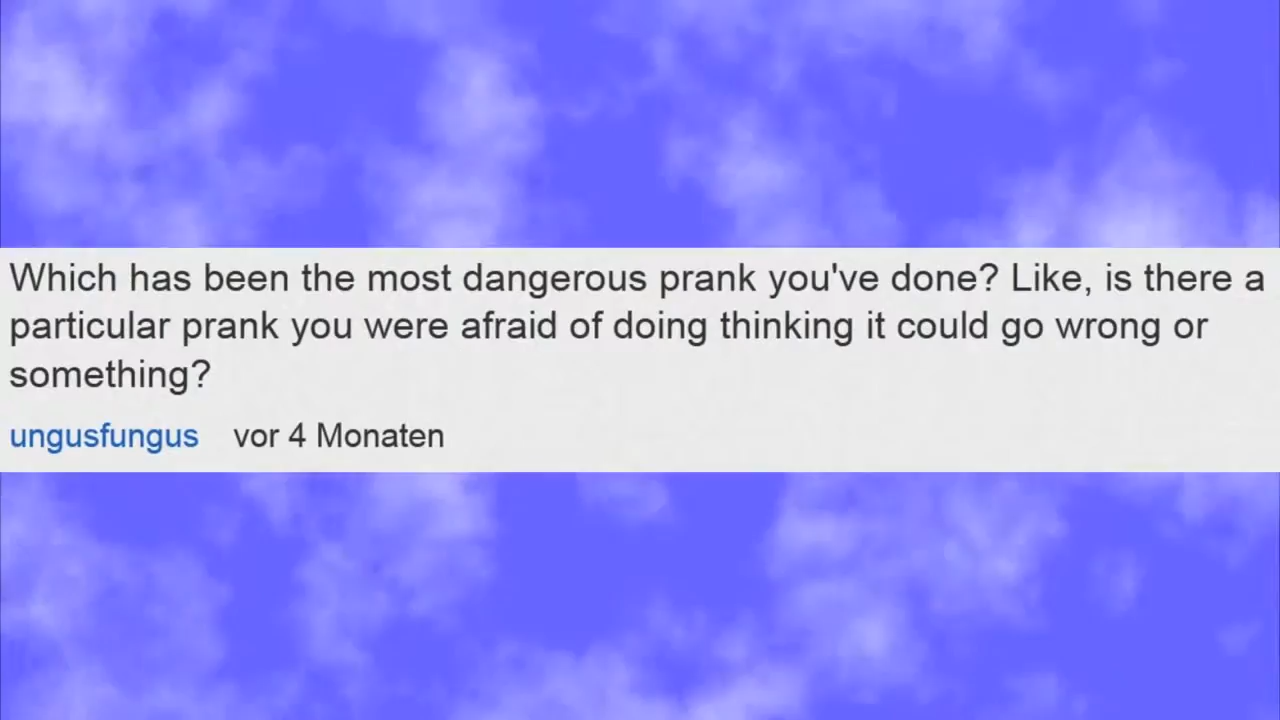 Which has been the most dangerous prank you've done? Like, is there a
particular prank you were afraid of doing thinking it could go wrong or
something?
ungusfungus vor 4 Monaten